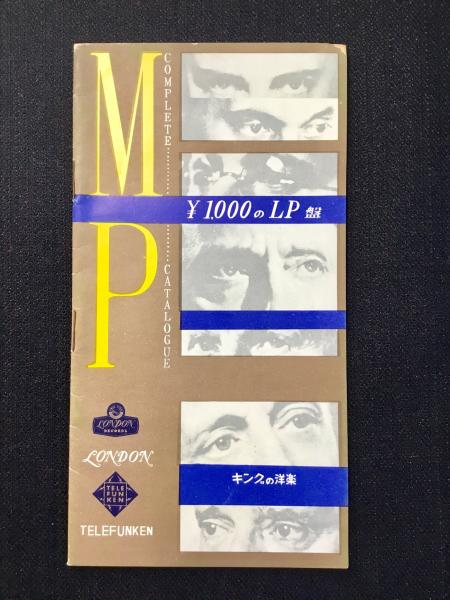 MP
COMPLETE............CATALOGUE
¥1,000のLP盤
LONDON
RECORDS
LONDON
TELE
FUN
KEN
TELEFUNKEN
キングの洋楽